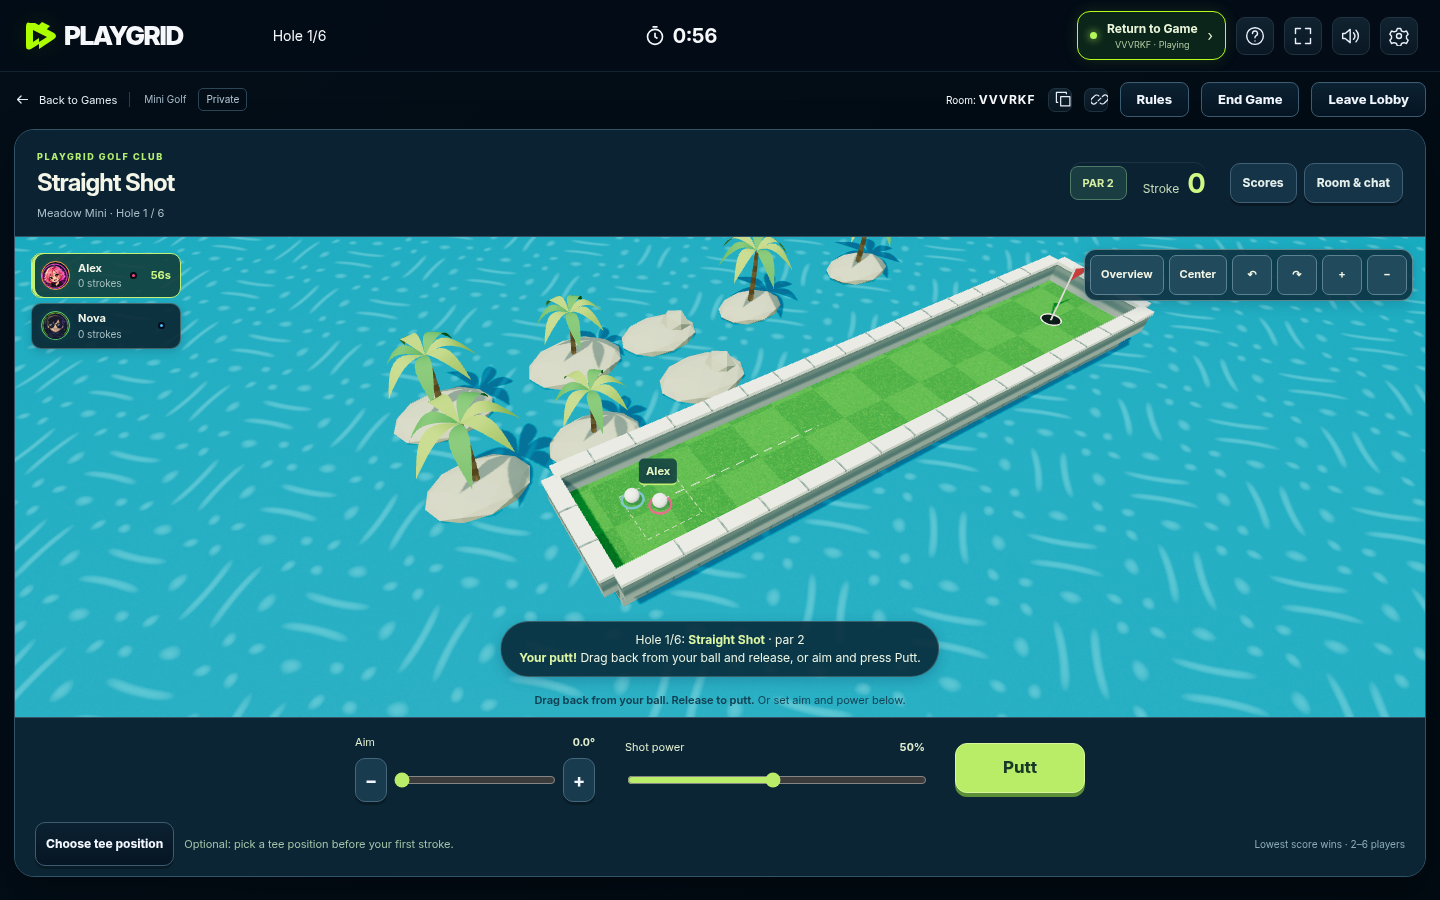 PLAYGRID
Hole 1/6
0:56
Return to Game
VVVRKF · Playing
Back to Games
Mini Golf
Private
Room: VVVRKF
Rules
End Game
Leave Lobby
PLAYGRID GOLF CLUB
Straight Shot
Meadow Mini · Hole 1 / 6
PAR 2
Stroke 0
Scores
Room & chat
Alex
0 strokes
56s
Nova
0 strokes
Overview
Center
↶
↷
+
−
Alex
Hole 1/6: Straight Shot · par 2
Your putt! Drag back from your ball and release, or aim and press Putt.
Drag back from your ball. Release to putt. Or set aim and power below.
Aim
0.0°
−
+
Shot power
50%
Putt
Choose tee position
Optional: pick a tee position before your first stroke.
Lowest score wins · 2–6 players